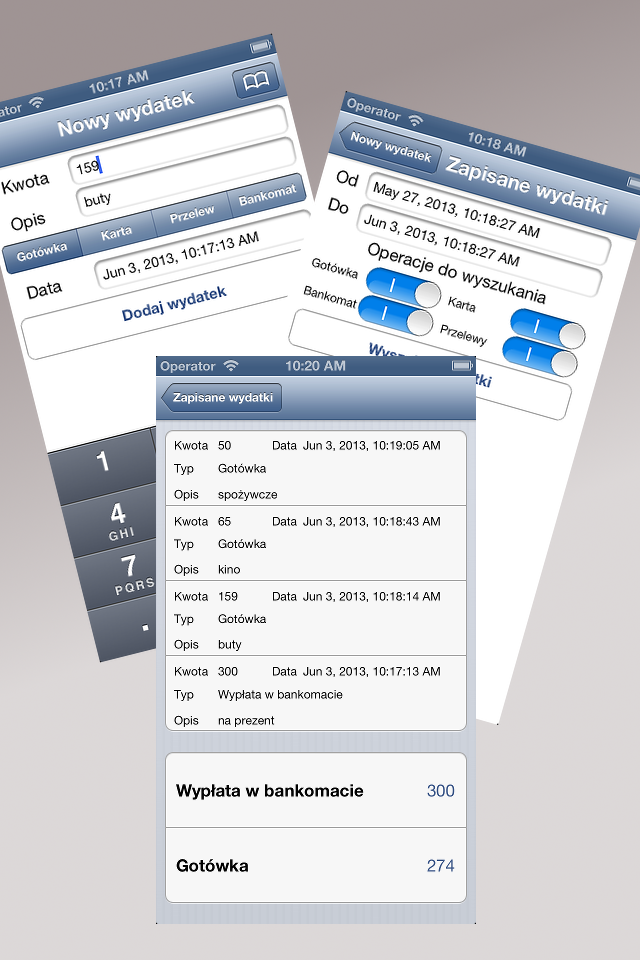 ator 10:17 AM
Nowy wydatek
Kwota 159
Opis buty
Gotówka Karta Przelew Bankomat
Data Jun 3, 2013, 10:17:13 AM
Dodaj wydatek
1
4
GHI
7
PQRS
.
Operator 10:18 AM
Nowy wydatek Zapisane wydatki
Od May 27, 2013, 10:18:27 AM
Do Jun 3, 2013, 10:18:27 AM
Operacje do wyszukania
Gotówka Karta
Bankomat Przelewy
Operator 10:20 AM
Zapisane wydatki
Kwota 50 Data Jun 3, 2013, 10:19:05 AM
Typ Gotówka
Opis spożywcze
Kwota 65 Data Jun 3, 2013, 10:18:43 AM
Typ Gotówka
Opis kino
Kwota 159 Data Jun 3, 2013, 10:18:14 AM
Typ Gotówka
Opis buty
Kwota 300 Data Jun 3, 2013, 10:17:13 AM
Typ Wypłata w bankomacie
Opis na prezent
Wypłata w bankomacie 300
Gotówka 274